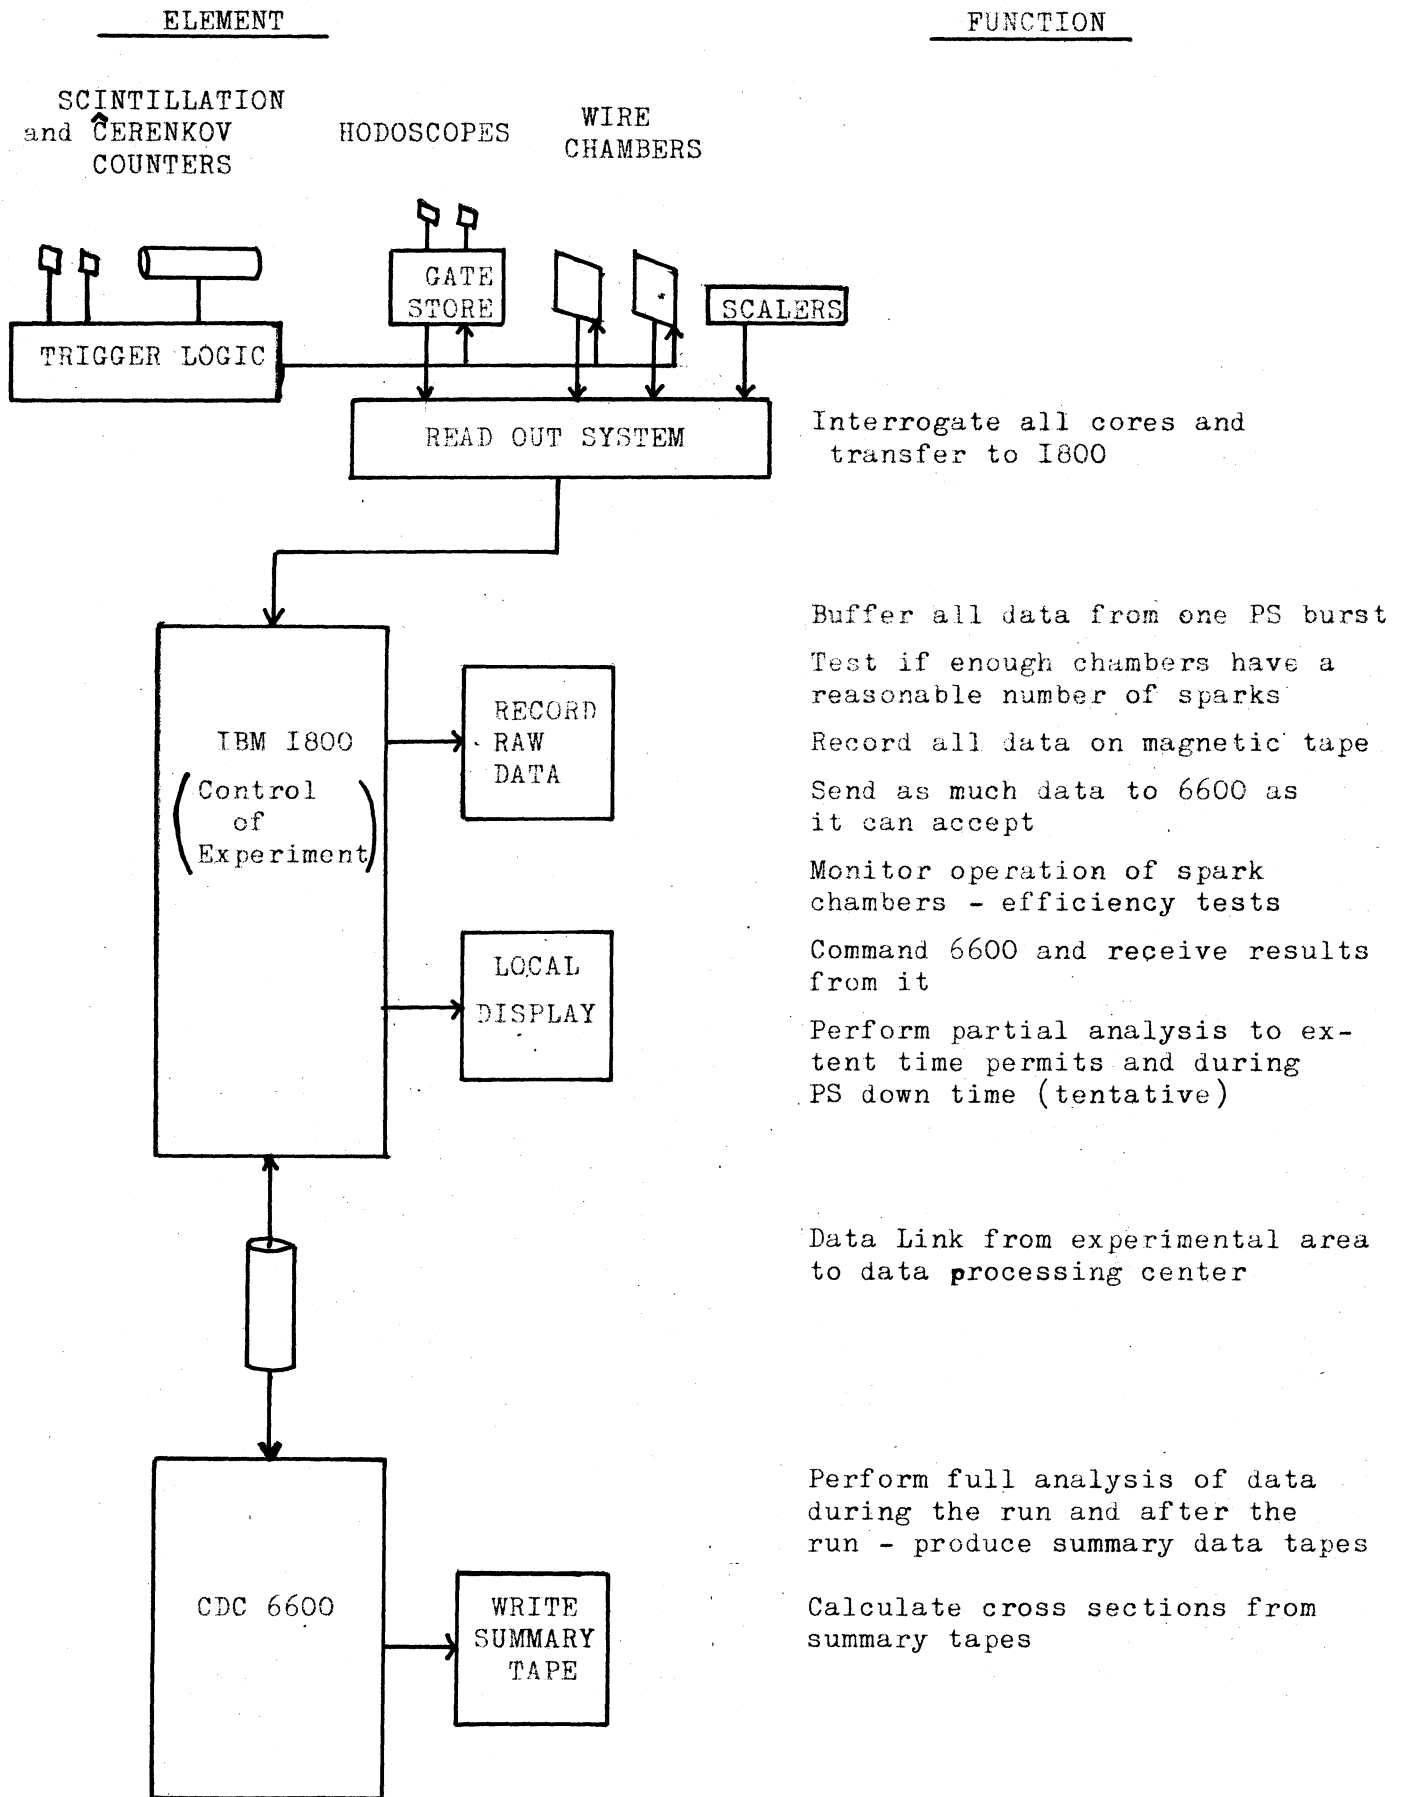 ELEMENT
FUNCTION
SCINTILLATION
and ĈERENKOV
COUNTERS
HODOSCOPES
WIRE
CHAMBERS
GATE
STORE
SCALERS
TRIGGER LOGIC
READ OUT SYSTEM
Interrogate all cores and
transfer to I800
IBM I800
(Control
of
Experiment)
RECORD
RAW
DATA
LOCAL
DISPLAY
Buffer all data from one PS burst
Test if enough chambers have a
reasonable number of sparks
Record all data on magnetic tape
Send as much data to 6600 as
it can accept
Monitor operation of spark
chambers - efficiency tests
Command 6600 and receive results
from it
Perform partial analysis to ex-
tent time permits and during
PS down time (tentative)
Data Link from experimental area
to data processing center
CDC 6600
WRITE
SUMMARY
TAPE
Perform full analysis of data
during the run and after the
run - produce summary data tapes
Calculate cross sections from
summary tapes